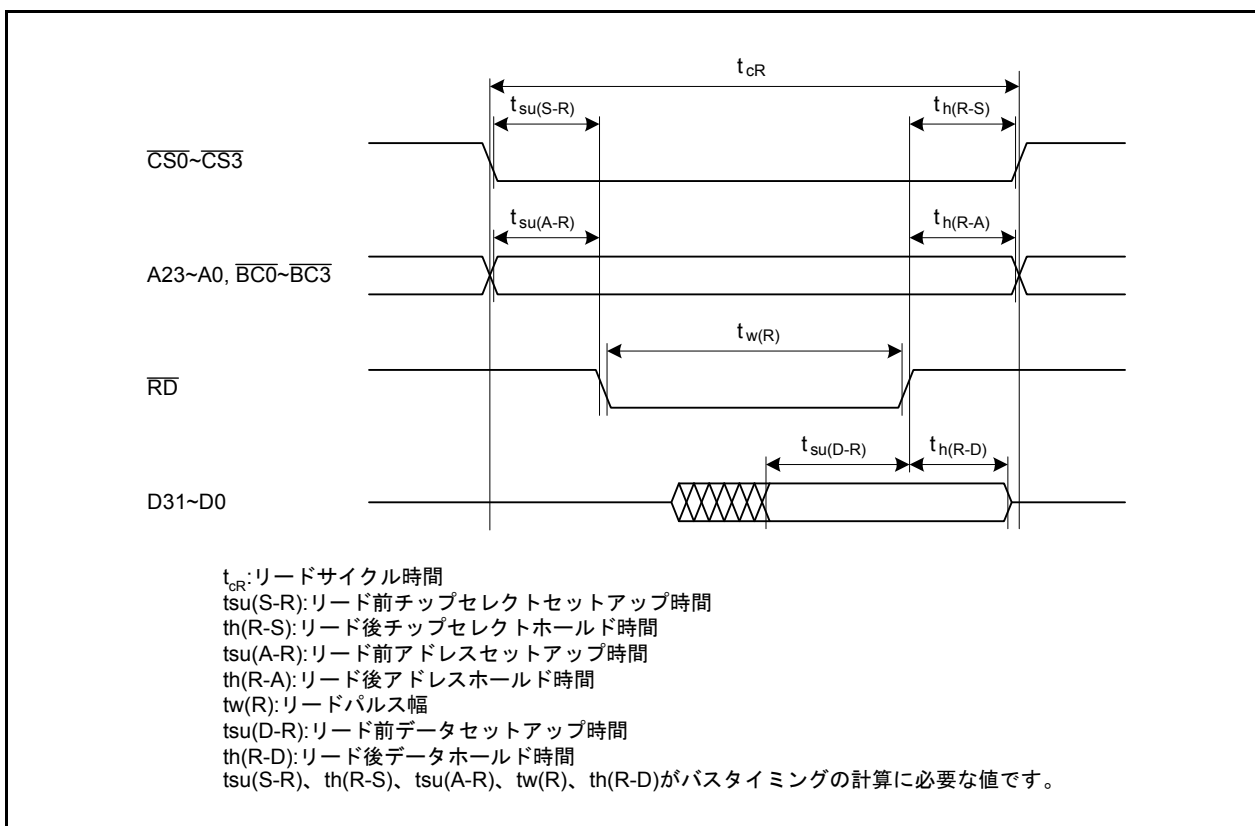 tcR
tsu(S-R) th(R-S)
CS0~CS3
tsu(A-R) th(R-A)
A23~A0, BC0~BC3
tw(R)
RD
tsu(D-R) th(R-D)
D31~D0
tcR:リードサイクル時間
tsu(S-R):リード前チップセレクトセットアップ時間
th(R-S):リード後チップセレクトホールド時間
tsu(A-R):リード前アドレスセットアップ時間
th(R-A):リード後アドレスホールド時間
tw(R):リードパルス幅
tsu(D-R):リード前データセットアップ時間
th(R-D):リード後データホールド時間
tsu(S-R)、th(R-S)、tsu(A-R)、tw(R)、th(R-D)がバスタイミングの計算に必要な値です。